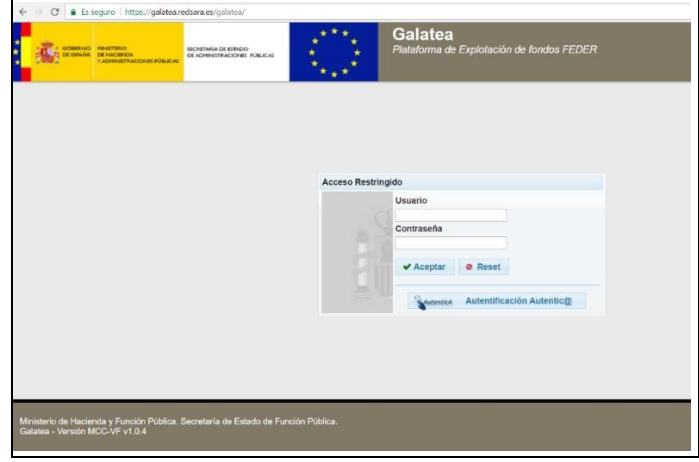 Es seguro | https://galatea.redsara.es/galatea/
GOBIERNO
DE ESPAÑA
MINISTERIO
DE HACIENDA
Y ADMINISTRACIONES PÚBLICAS
SECRETARÍA DE ESTADO
DE ADMINISTRACIONES PÚBLICAS
Galatea
Plataforma de Explotación de fondos FEDER
Acceso Restringido
Usuario
Contraseña
Aceptar
Reset
AutenticA
Autentificación Autentic@
Ministerio de Hacienda y Función Pública. Secretaría de Estado de Función Pública.
Galatea - Versión MCC-VF v1.0.4